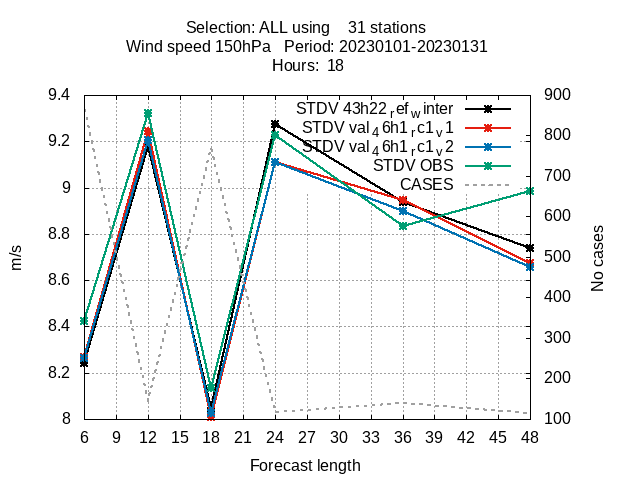 Selection: ALL using 31 stations
Wind speed 150hPa Period: 20230101-20230131
Hours: 18
STDV 43h22refwinter
STDV val46h1rc1v1
STDV val46h1rc1v2
STDV OBS
CASES
9.4
9.2
9
8.8
8.6
8.4
8.2
8
m/s
900
800
700
600
500
400
300
200
100
No cases
6 9 12 15 18 21 24 27 30 33 36 39 42 45 48
Forecast length